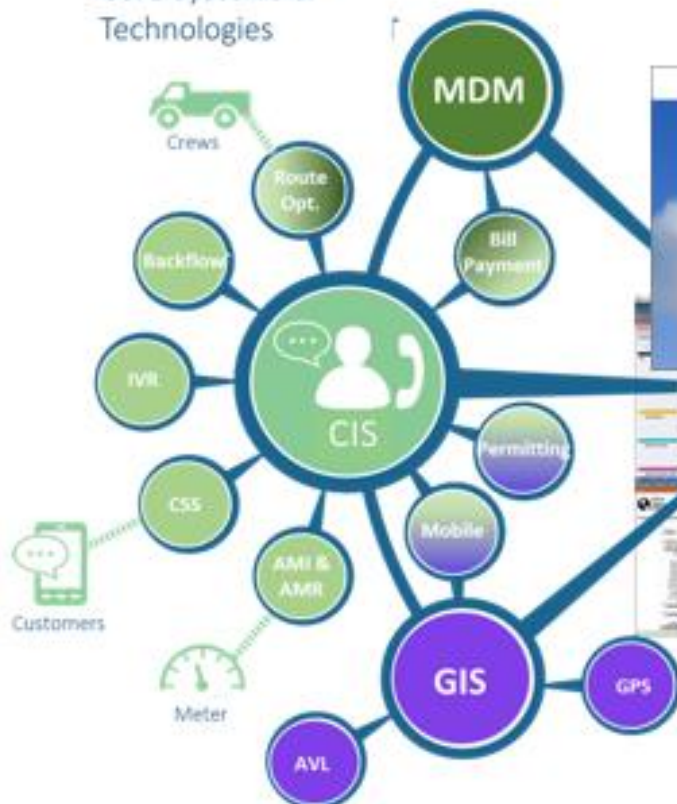 Technologies
MDM
Crews
Route
Opt.
Bill
Payment
Backflow
IVR
CIS
Permitting
CSS
Mobile
AMI &
AMR
Customers
Meter
GIS
GPS
AVL